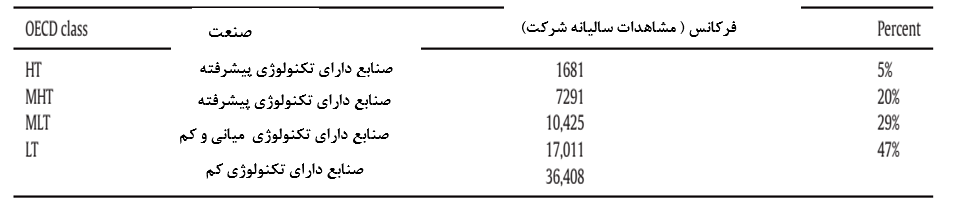 OECD class صنعت فرکانس ( مشاهدات سالیانه شرکت) Percent
HT صنایع دارای تکنولوژی پیشرفته 1681 5%
MHT صنایع دارای تکنولوژی پیشرفته 7291 20%
MLT صنایع دارای تکنولوژی میانی و کم 10,425 29%
LT صنایع دارای تکنولوژی کم 17,011 47%
36,408